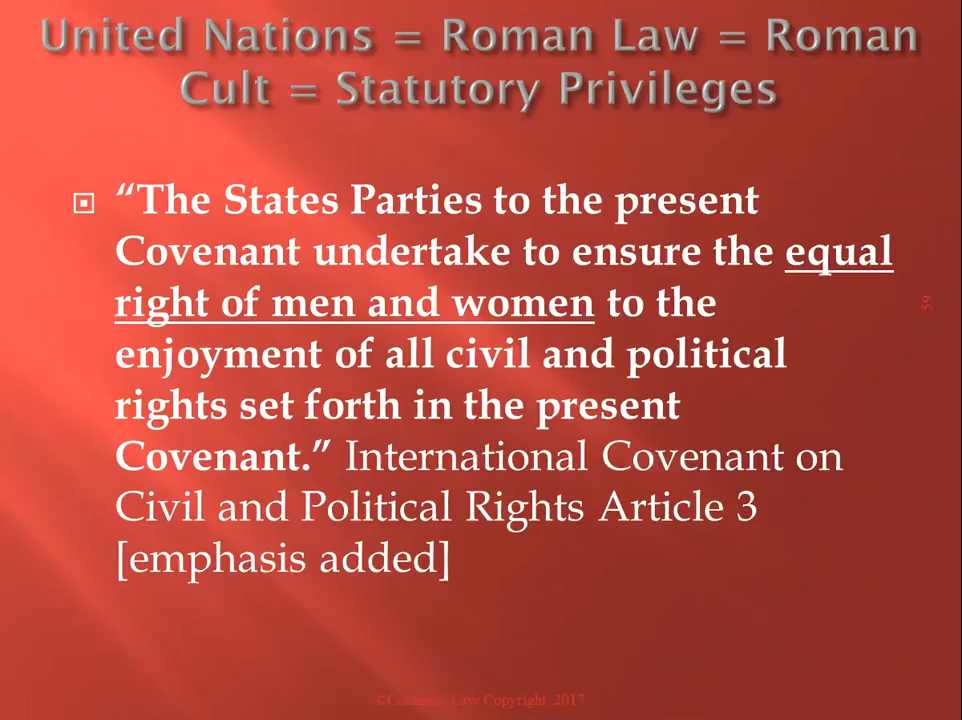 United Nations = Roman Law = Roman
Cult = Statutory Privileges
“The States Parties to the present
Covenant undertake to ensure the equal
right of men and women to the
enjoyment of all civil and political
rights set forth in the present
Covenant.” International Covenant on
Civil and Political Rights Article 3
[emphasis added]
59
©Common Law Copyright 2017